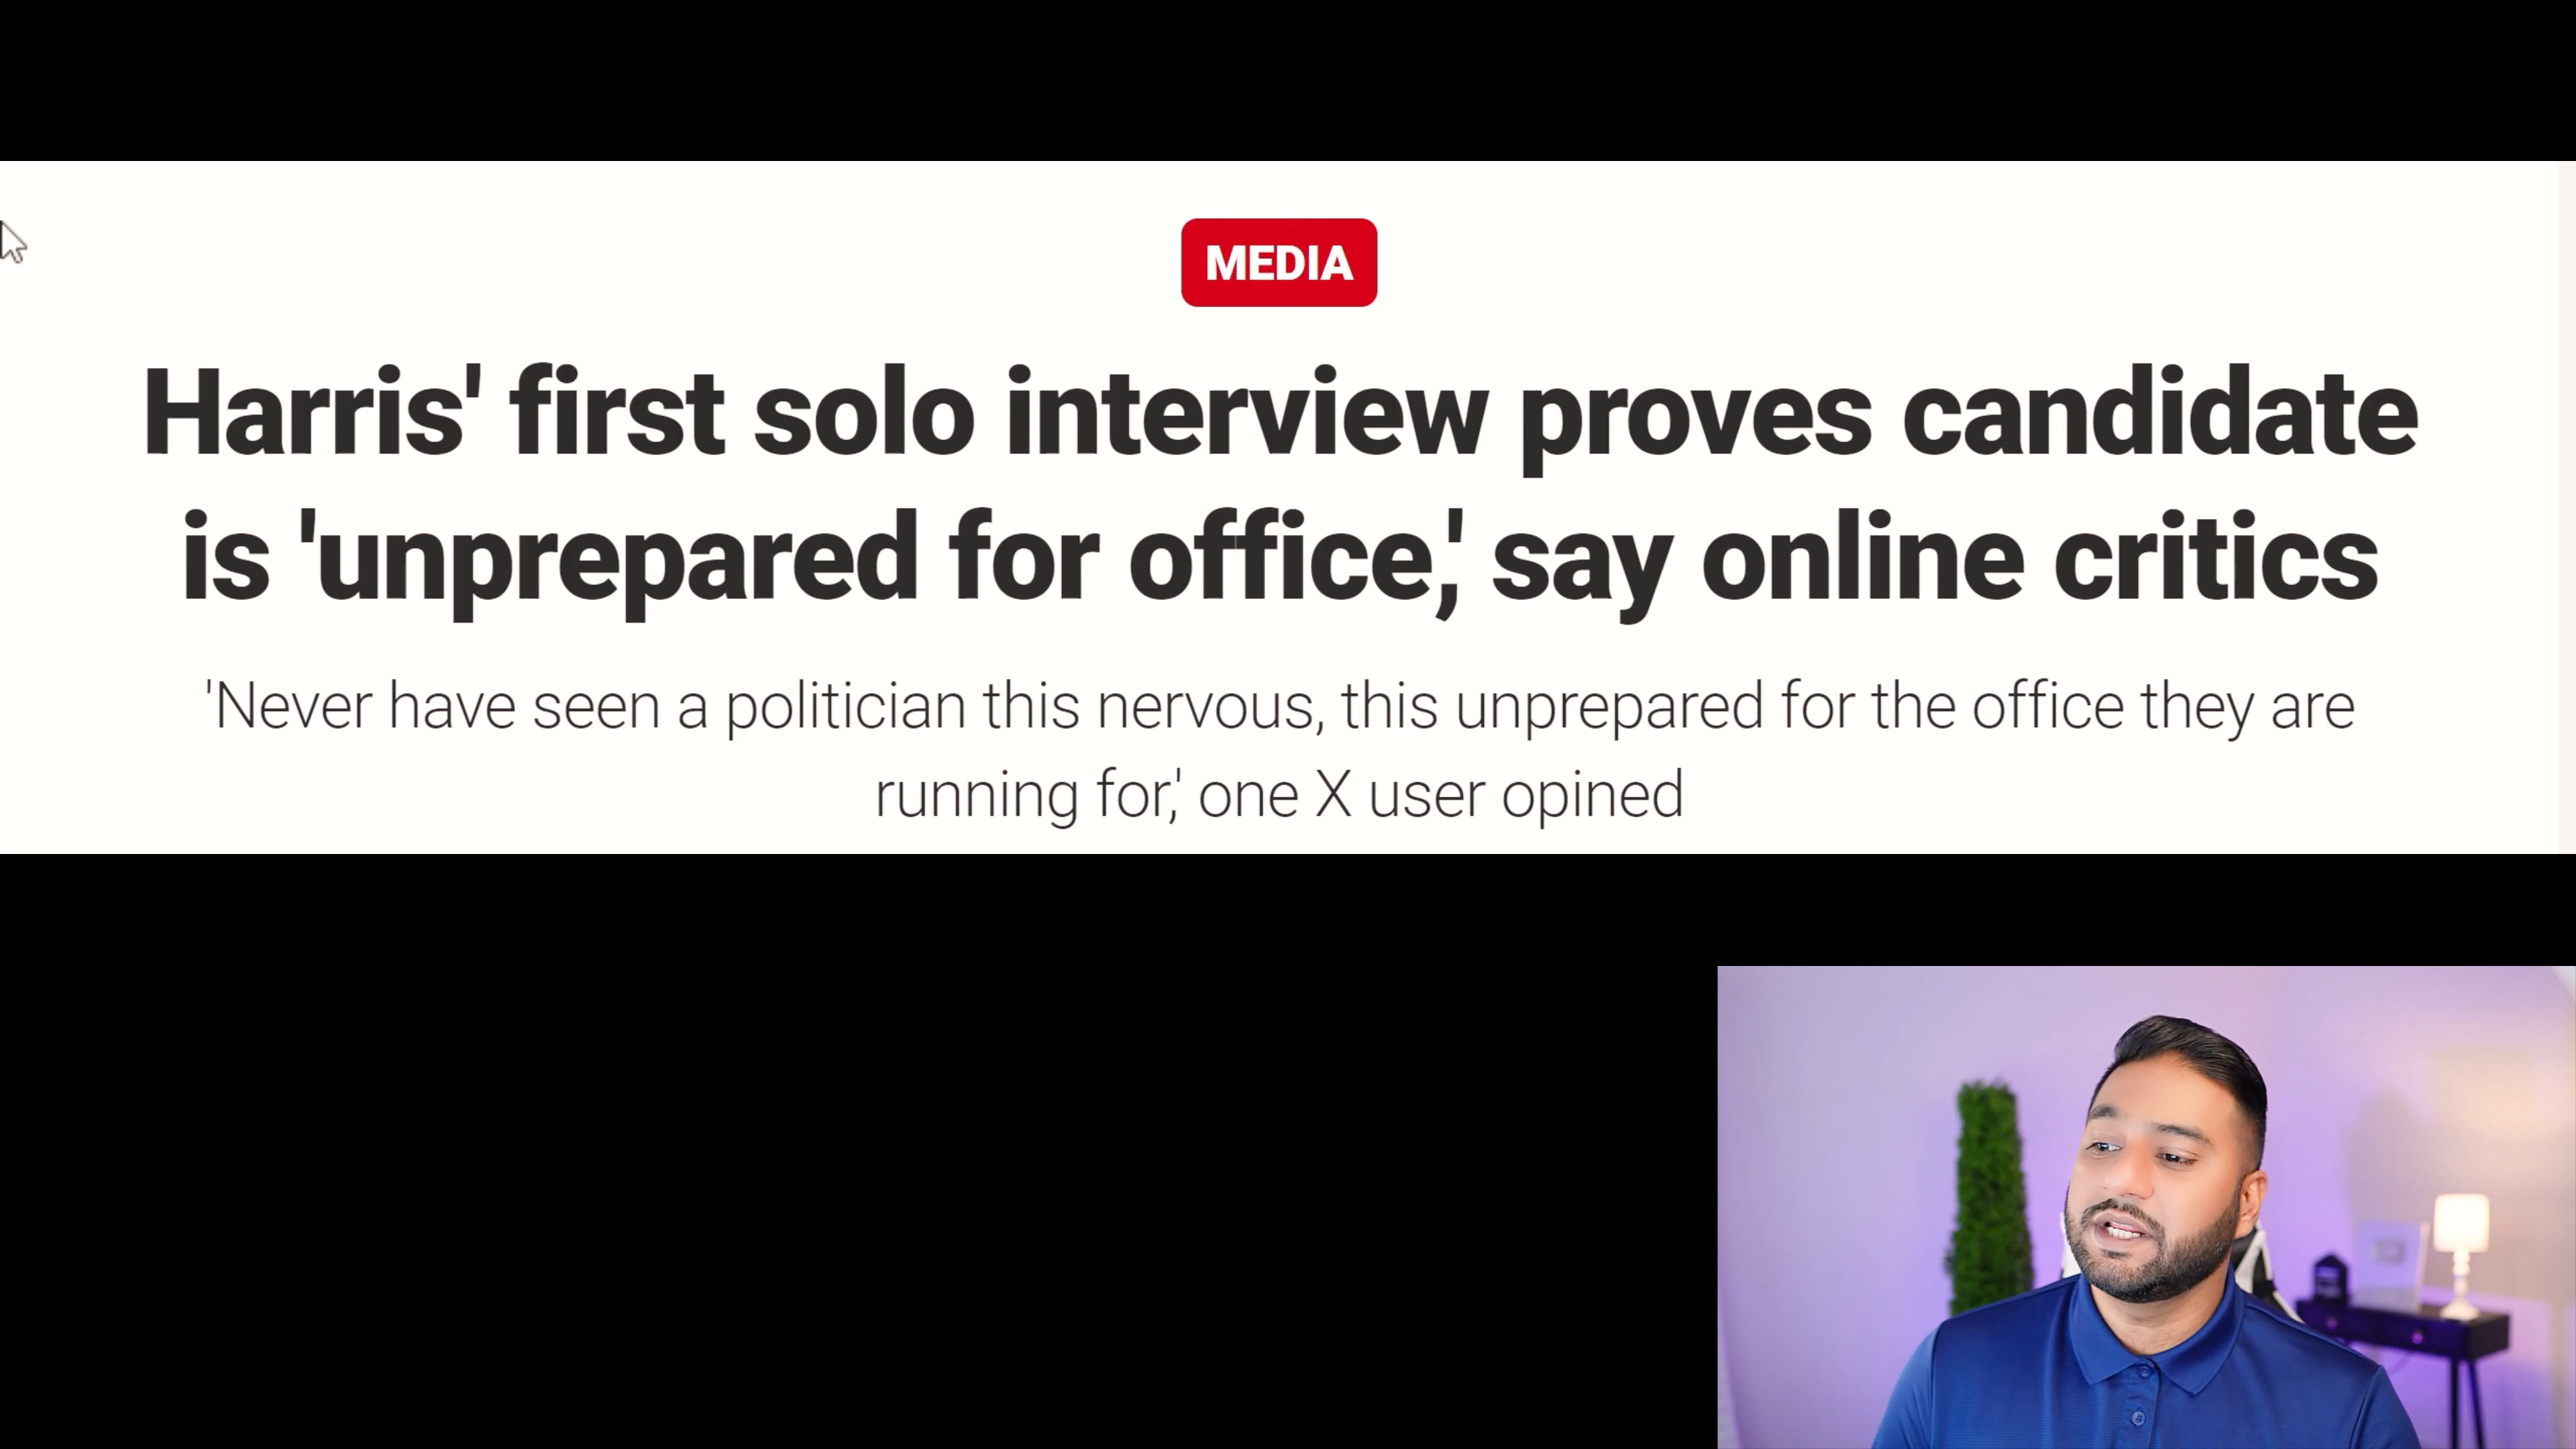 MEDIA
Harris' first solo interview proves candidate
is 'unprepared for office,' say online critics
'Never have seen a politician this nervous, this unprepared for the office they are
running for,' one X user opined